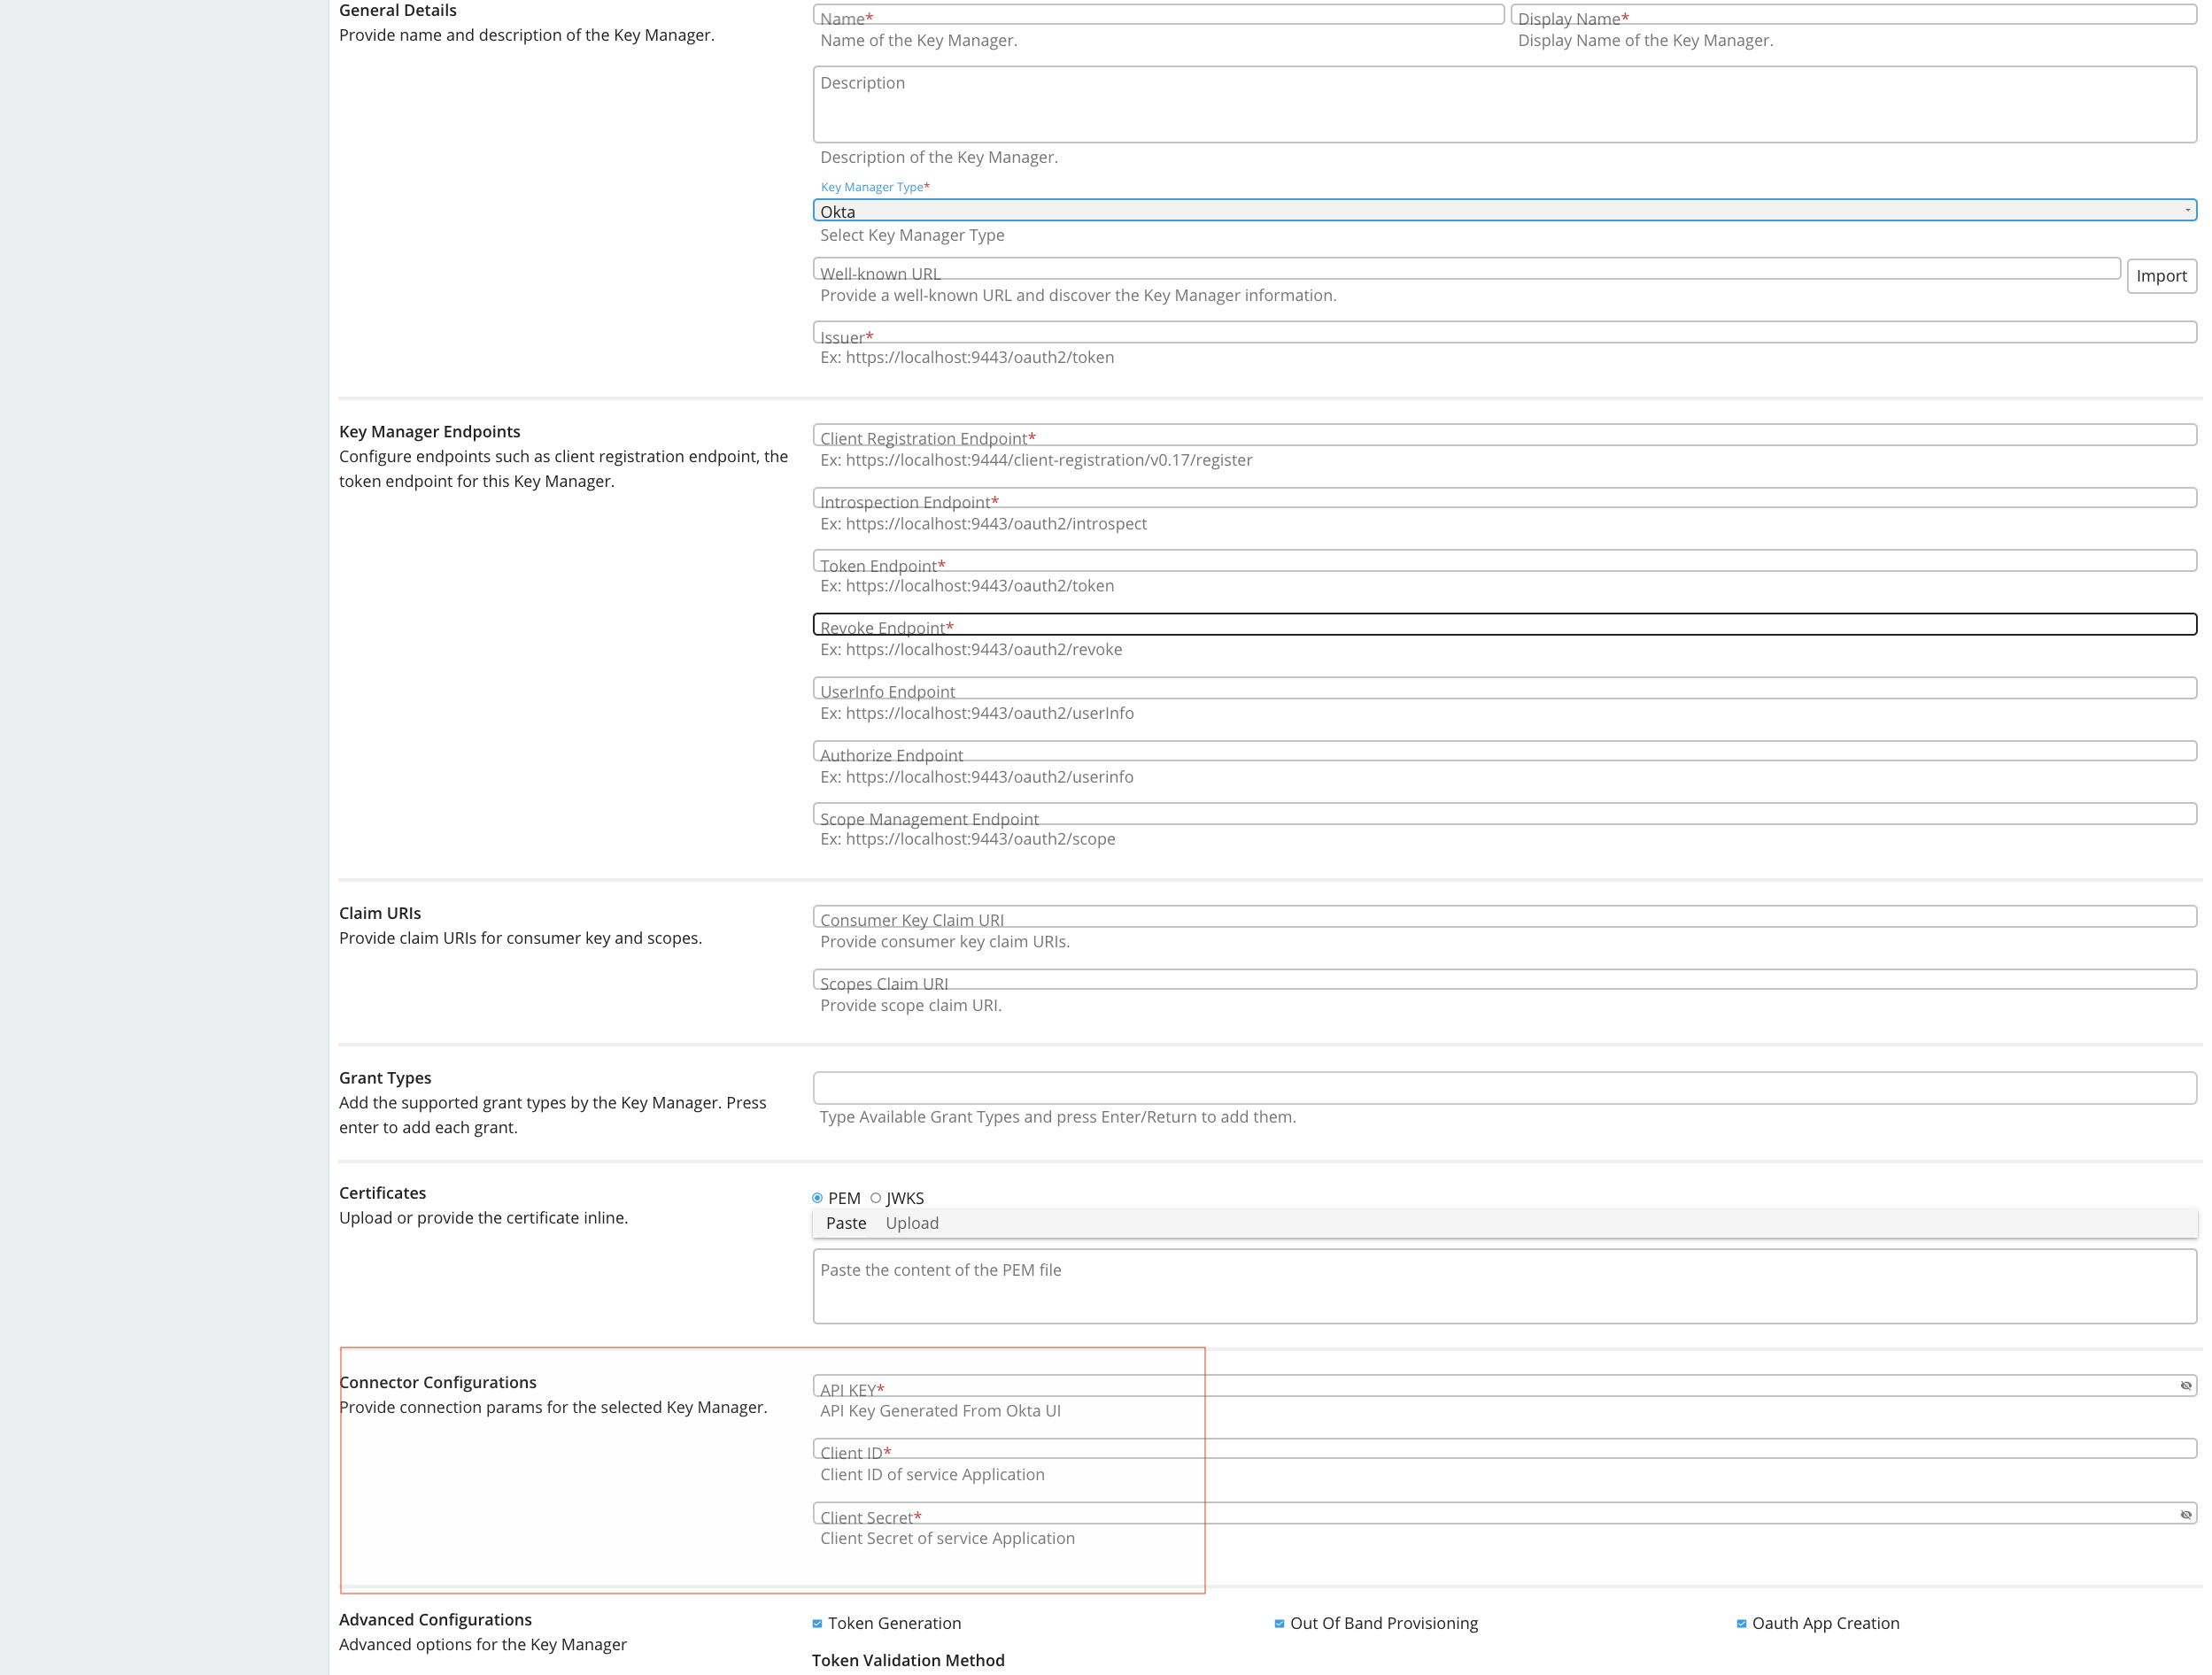 General Details
Provide name and description of the Key Manager.
Name*
Display Name*
Name of the Key Manager.
Display Name of the Key Manager.
Description
Description of the Key Manager.
Key Manager Type*
Okta
Select Key Manager Type
Well-known URL
Import
Provide a well-known URL and discover the Key Manager information.
Issuer*
Ex: https://localhost:9443/oauth2/token
Key Manager Endpoints
Configure endpoints such as client registration endpoint, the
token endpoint for this Key Manager.
Client Registration Endpoint*
Ex: https://localhost:9444/client-registration/v0.17/register
Introspection Endpoint*
Ex: https://localhost:9443/oauth2/introspect
Token Endpoint*
Ex: https://localhost:9443/oauth2/token
Revoke Endpoint*
Ex: https://localhost:9443/oauth2/revoke
UserInfo Endpoint
Ex: https://localhost:9443/oauth2/userInfo
Authorize Endpoint
Ex: https://localhost:9443/oauth2/userinfo
Scope Management Endpoint
Ex: https://localhost:9443/oauth2/scope
Claim URIs
Provide claim URIs for consumer key and scopes.
Consumer Key Claim URI
Provide consumer key claim URIs.
Scopes Claim URI
Provide scope claim URI.
Grant Types
Add the supported grant types by the Key Manager. Press
enter to add each grant.
Type Available Grant Types and press Enter/Return to add them.
Certificates
Upload or provide the certificate inline.
PEM JWKS
Paste Upload
Paste the content of the PEM file
Connector Configurations
Provide connection params for the selected Key Manager.
API KEY*
API Key Generated From Okta UI
Client ID*
Client ID of service Application
Client Secret*
Client Secret of service Application
Advanced Configurations
Advanced options for the Key Manager
Token Generation
Out Of Band Provisioning
Oauth App Creation
Token Validation Method